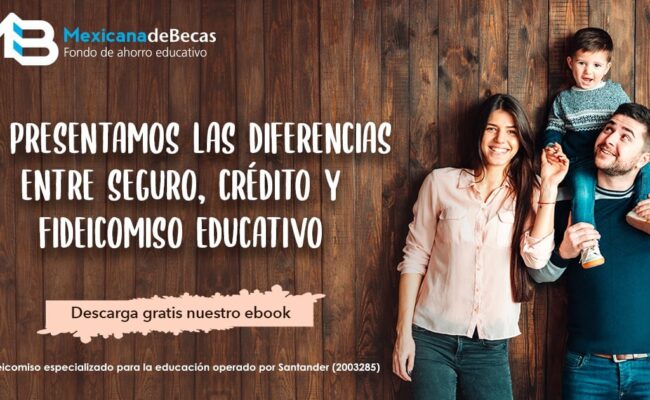 MexicanadeBecas
Fondo de ahorro educativo
PRESENTAMOS LAS DIFERENCIAS
ENTRE SEGURO, CRÉDITO Y
FIDEICOMISO EDUCATIVO
Descarga gratis nuestro ebook
especializado para la educación operado por Santander (2003285)